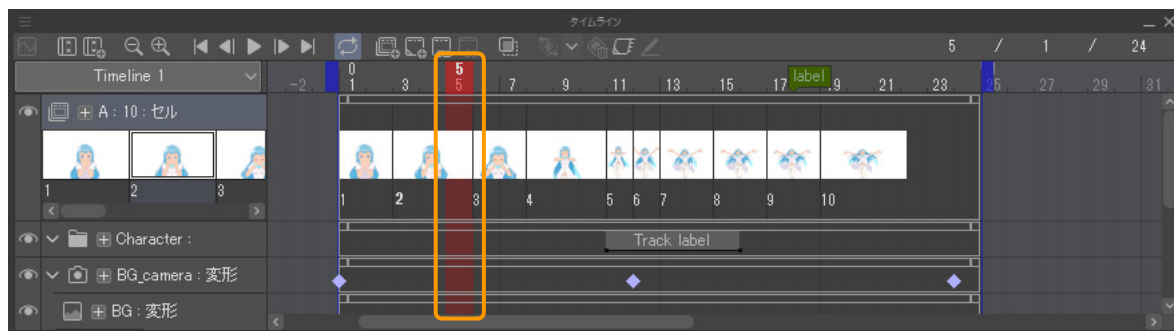 タイムライン
5 / 1 / 24
Timeline 1
-2 0 1 3 5 5 7 9 11 13 15 17 label 19 21 23 25 27 29 31
A : 10 : セル
1 2 3
1 2 3 4 5 6 7 8 9 10
Character :
Track label
BG_camera : 変形
BG : 変形